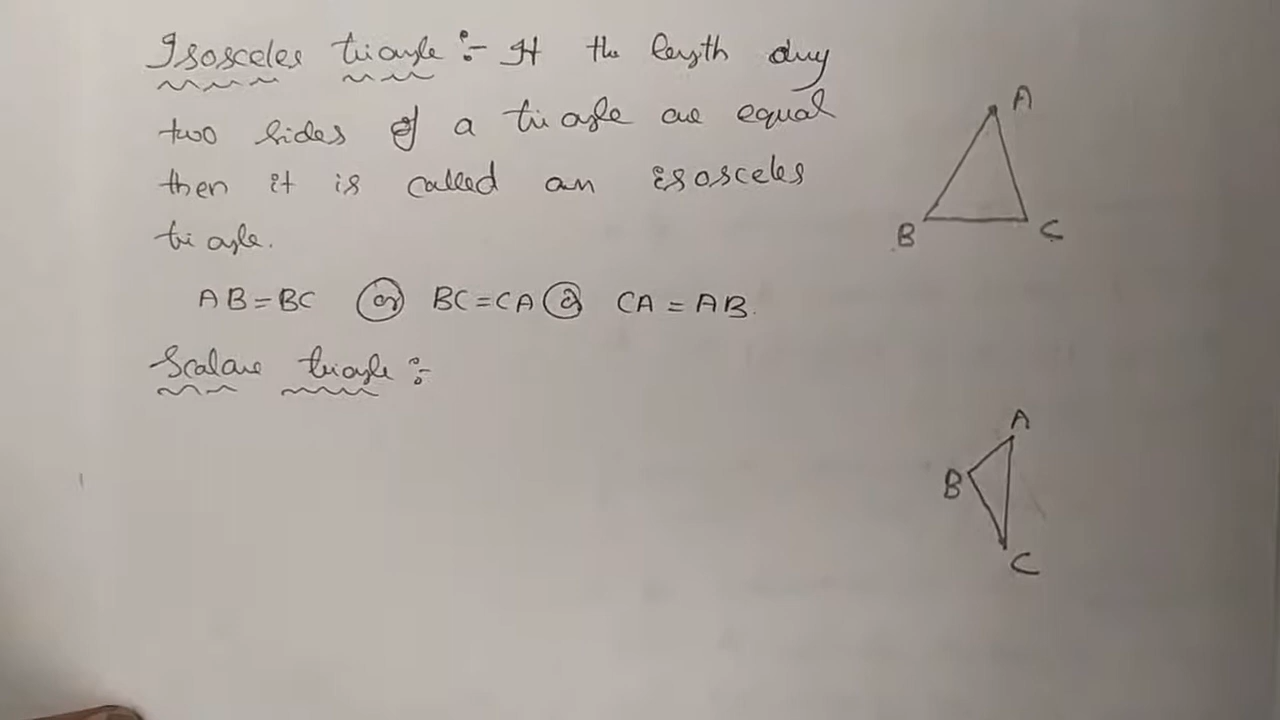 Isosceles triangle :- If the length any
two sides of a triangle are equal
then it is called an isosceles
triangle.
AB = BC or BC = CA or CA = AB.
Scalane triangle :-
A
B
C
A
B
C